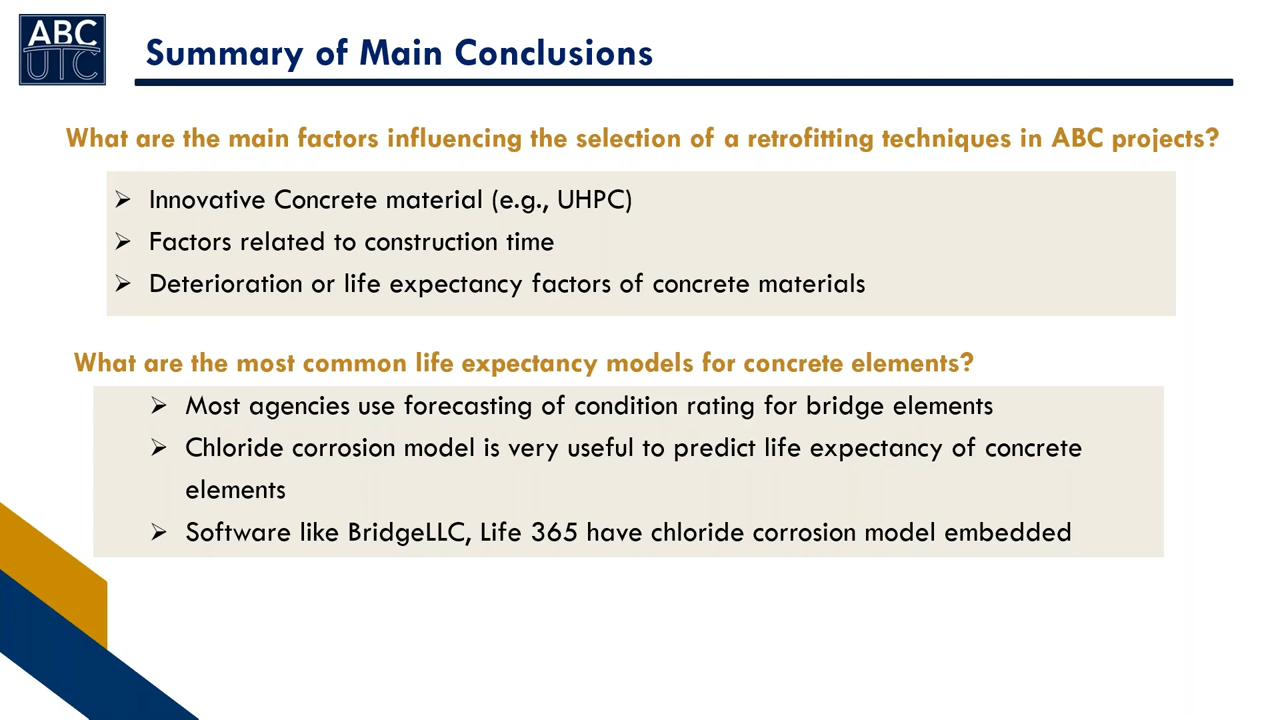 ABC
UTC
Summary of Main Conclusions
What are the main factors influencing the selection of a retrofitting techniques in ABC projects?
Innovative Concrete material (e.g., UHPC)
Factors related to construction time
Deterioration or life expectancy factors of concrete materials
What are the most common life expectancy models for concrete elements?
Most agencies use forecasting of condition rating for bridge elements
Chloride corrosion model is very useful to predict life expectancy of concrete
elements
Software like BridgeLLC, Life 365 have chloride corrosion model embedded